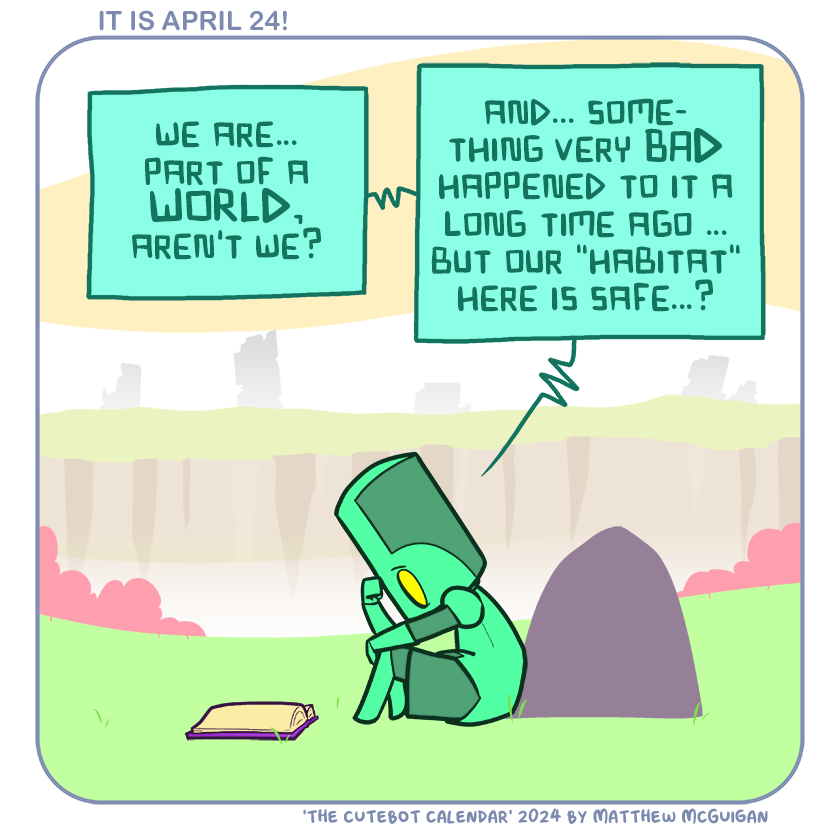 IT IS APRIL 24!
WE ARE...
PART OF A
WORLD,
AREN'T WE?
AND... SOME-
THING VERY BAD
HAPPENED TO IT A
LONG TIME AGO ...
BUT OUR "HABITAT"
HERE IS SAFE...?
'THE CUTEBOT CALENDAR' 2024 BY MATTHEW MCGUIGAN